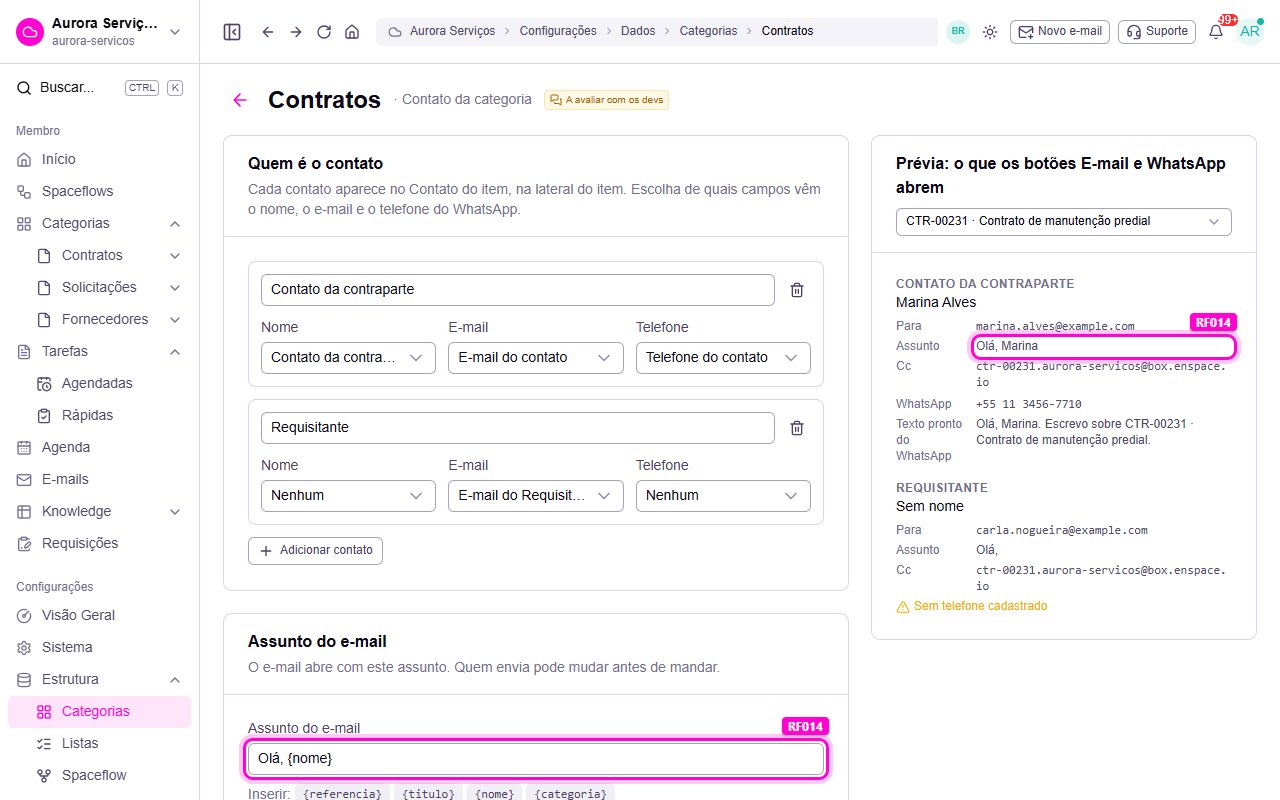 Aurora Serviç...
aurora-servicos
Aurora Serviços > Configurações > Dados > Categorias > Contratos
BR
Novo e-mail
Suporte
99+
AR
Buscar...
CTRL
K
Membro
Início
Spaceflows
Categorias
Contratos
Solicitações
Fornecedores
Tarefas
Agendadas
Rápidas
Agenda
E-mails
Knowledge
Requisições
Configurações
Visão Geral
Sistema
Estrutura
Categorias
Listas
Spaceflow
Contratos
· Contato da categoria
A avaliar com os devs
Quem é o contato
Cada contato aparece no Contato do item, na lateral do item. Escolha de quais campos vêm
o nome, o e-mail e o telefone do WhatsApp.
Contato da contraparte
Nome
E-mail
Telefone
Contato da contra...
E-mail do contato
Telefone do contato
Requisitante
Nome
E-mail
Telefone
Nenhum
E-mail do Requisit...
Nenhum
Adicionar contato
Assunto do e-mail
O e-mail abre com este assunto. Quem envia pode mudar antes de mandar.
Assunto do e-mail
RF014
Olá, {nome}
Inserir: {referencia} {titulo} {nome} {categoria}
Prévia: o que os botões E-mail e WhatsApp
abrem
CTR-00231 · Contrato de manutenção predial
CONTATO DA CONTRAPARTE
Marina Alves
Para marina.alves@example.com
RF014
Assunto Olá, Marina
Cc ctr-00231.aurora-servicos@box.enspace.
io
WhatsApp +55 11 3456-7710
Texto pronto Olá, Marina. Escrevo sobre CTR-00231 ·
do Contrato de manutenção predial.
WhatsApp
REQUISITANTE
Sem nome
Para carla.nogueira@example.com
Assunto Olá,
Cc ctr-00231.aurora-servicos@box.enspace.
io
Sem telefone cadastrado